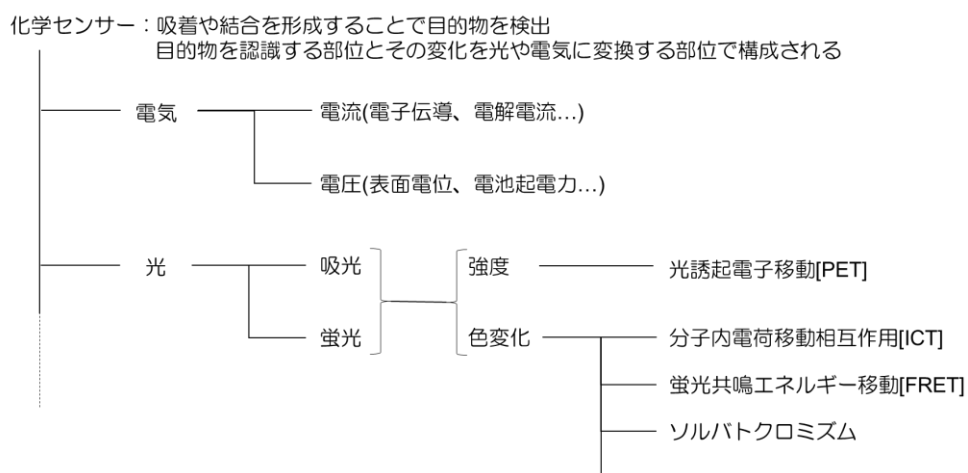 化学センサー：吸着や結合を形成することで目的物を検出
目的物を認識する部位とその変化を光や電気に変換する部位で構成される
電気
電流(電子伝導、電解電流…)
電圧(表面電位、電池起電力…)
光
吸光
強度
光誘起電子移動[PET]
蛍光
色変化
分子内電荷移動相互作用[ICT]
蛍光共鳴エネルギー移動[FRET]
ソルバトクロミズム